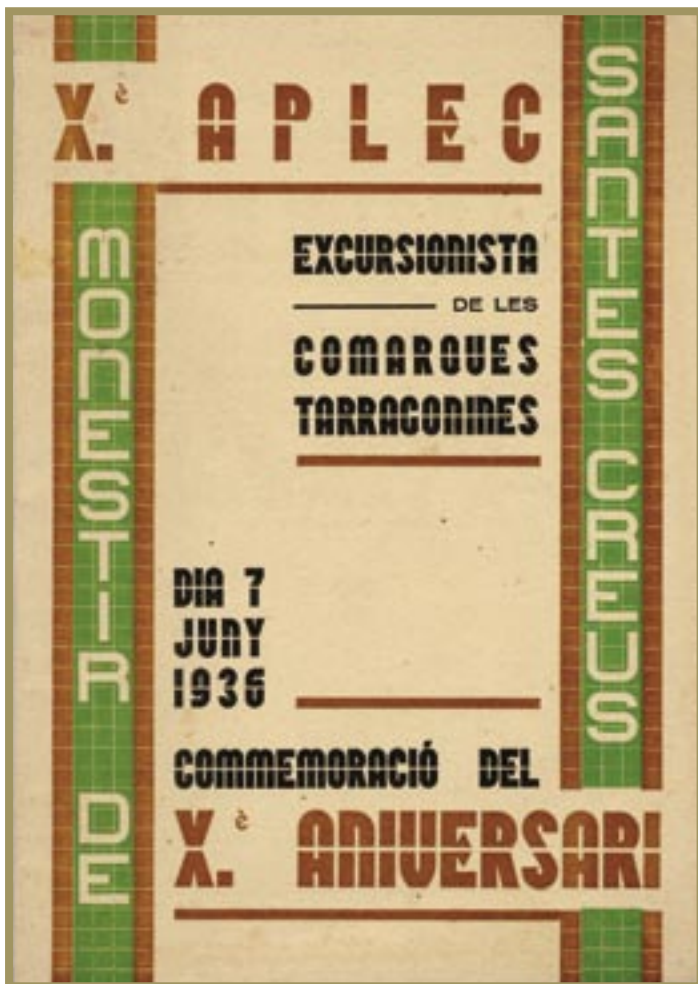 X.è APLEC
EXCURSIONISTA
DE LES
COMARQUES
TARRAGONINES
MONESTIR DE
SANTES CREUS
DIA 7
JUNY
1936
COMMEMORACIÓ DEL
X.è ANIVERSARI